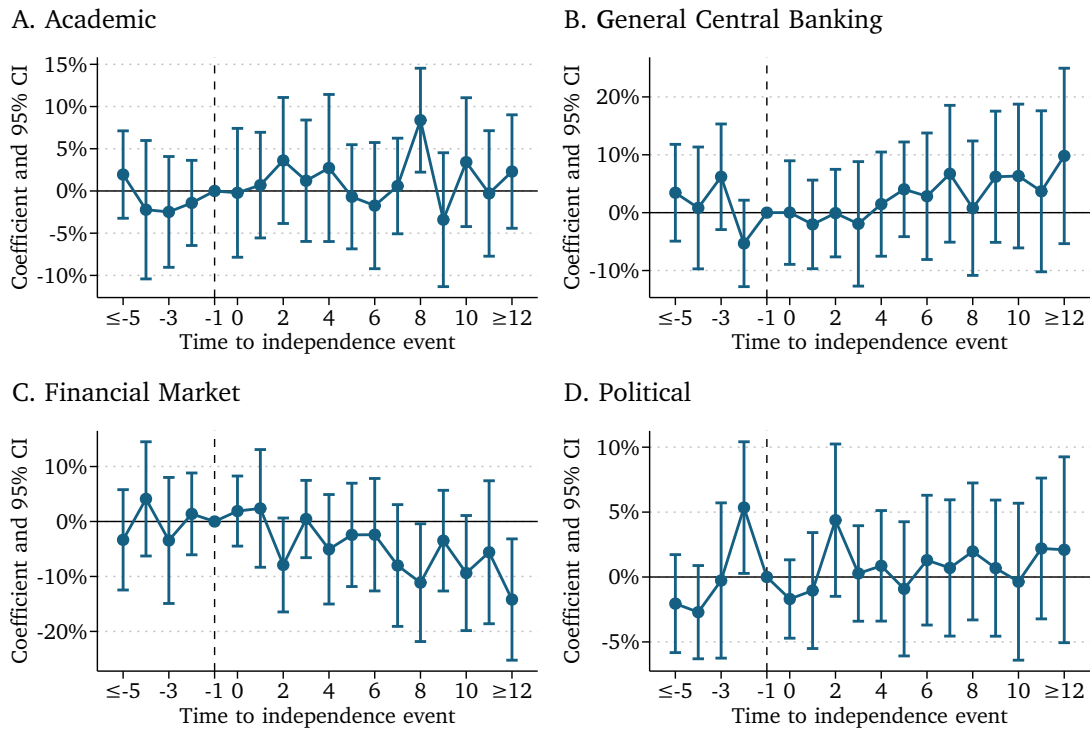 A. Academic
Coefficient and 95% CI
15%
10%
5%
0%
-5%
-10%
≤-5 -3 -1 0 2 4 6 8 10 ≥12
Time to independence event
B. General Central Banking
Coefficient and 95% CI
20%
10%
0%
-10%
≤-5 -3 -1 0 2 4 6 8 10 ≥12
Time to independence event
C. Financial Market
Coefficient and 95% CI
10%
0%
-10%
-20%
≤-5 -3 -1 0 2 4 6 8 10 ≥12
Time to independence event
D. Political
Coefficient and 95% CI
10%
5%
0%
-5%
≤-5 -3 -1 0 2 4 6 8 10 ≥12
Time to independence event